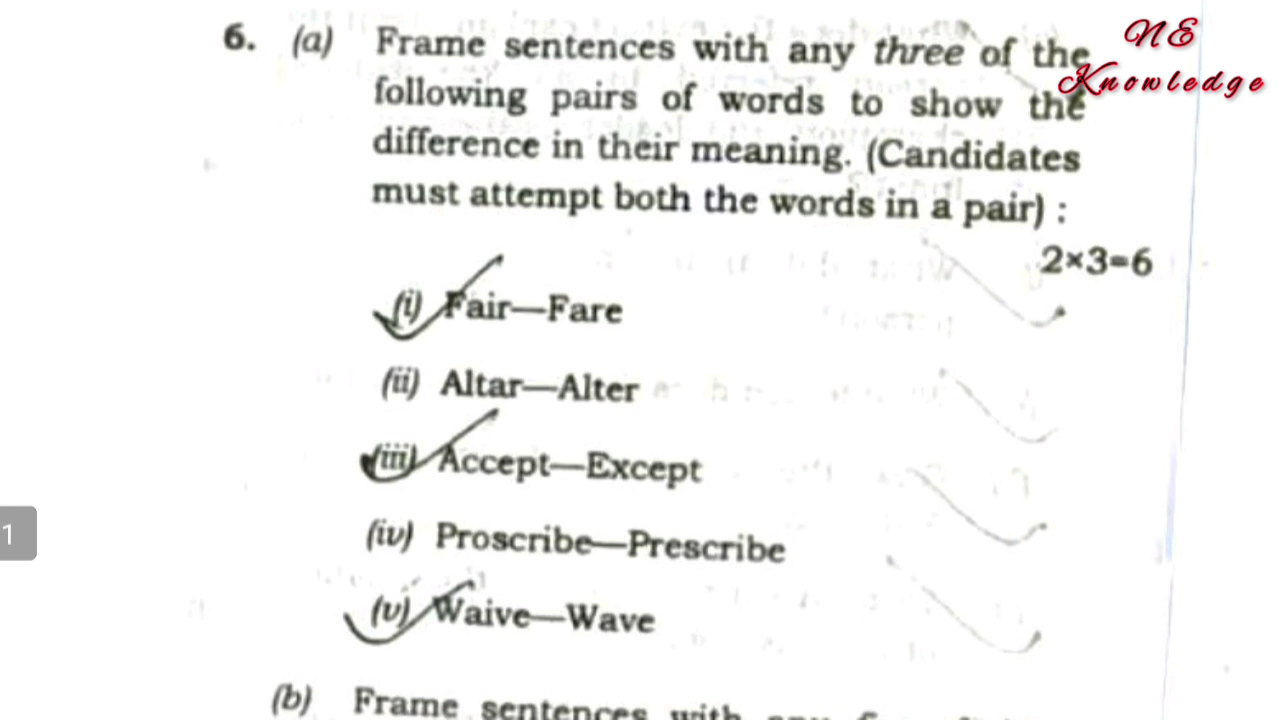 NE
Knowledge
6. (a) Frame sentences with any three of the
following pairs of words to show the
difference in their meaning. (Candidates
must attempt both the words in a pair) :
2×3=6
(i) Fair—Fare
(ii) Altar—Alter
(iii) Accept—Except
(iv) Proscribe—Prescribe
(v) Waive—Wave
1
(b) Frame sentences with any